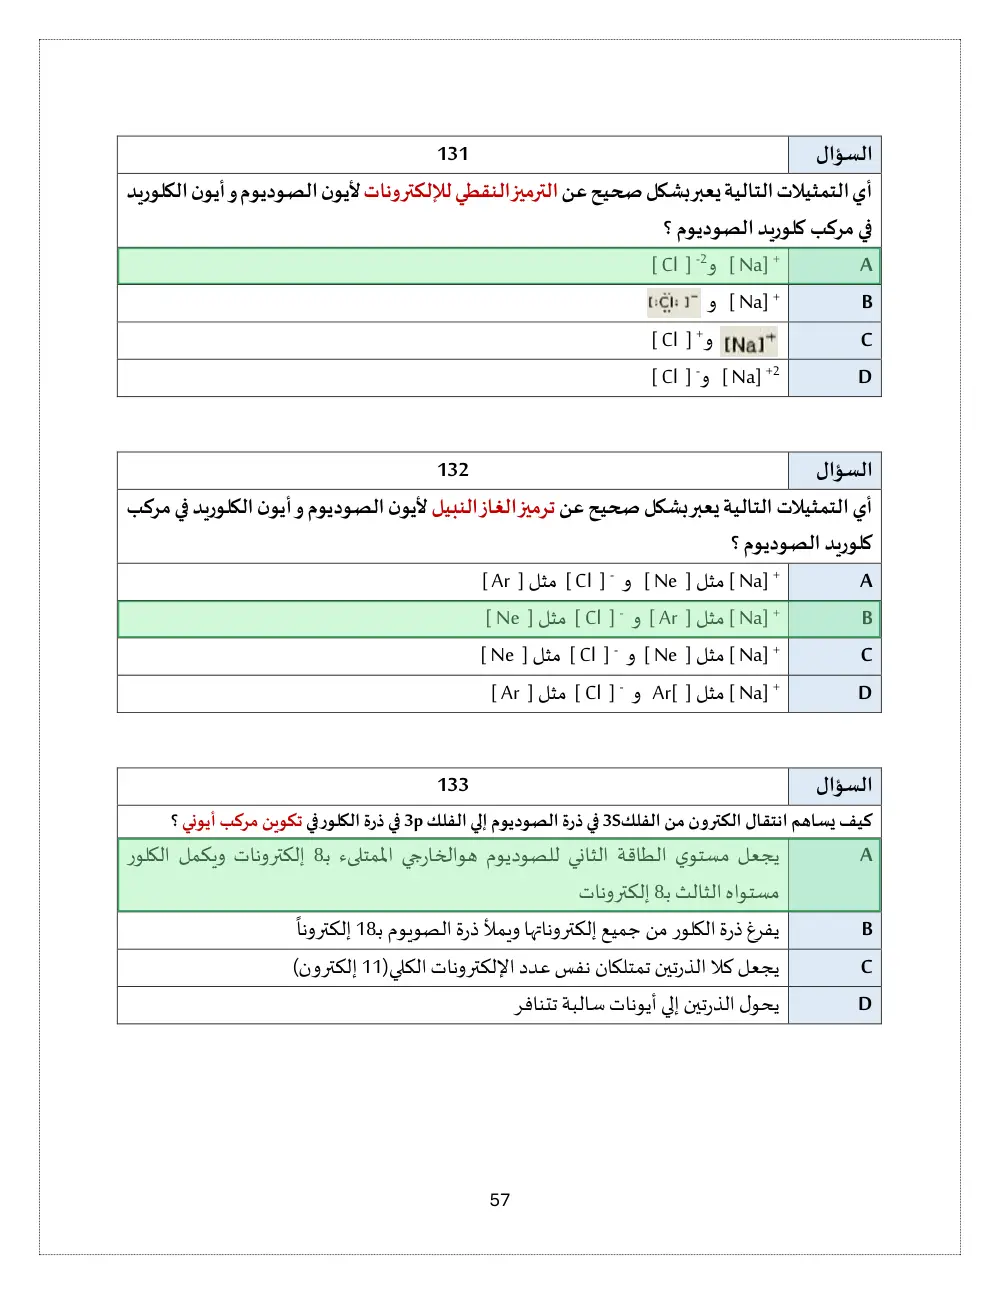 السؤال 131
أي التمثيلات التالية يعبر بشكل صحيح عن الترميز النقطي للإلكترونات لأيون الصوديوم و أيون الكلوريد
في مركب كلوريد الصوديوم ؟
A [ Na] + و [ Cl ] -2
B [ Na] + و [:C̈l: ]⁻
C [Na]⁺ و [ Cl ] +
D [ Na] +2 و [ Cl ] -
السؤال 132
أي التمثيلات التالية يعبر بشكل صحيح عن ترميز الغاز النبيل لأيون الصوديوم و أيون الكلوريد في مركب
كلوريد الصوديوم ؟
A [ Na] + مثل [ Ne ] و [ Cl ] - مثل [ Ar ]
B [ Na] + مثل [ Ar ] و [ Cl ] - مثل [ Ne ]
C [ Na] + مثل [ Ne ] و [ Cl ] - مثل [ Ne ]
D [ Na] + مثل [ ]Ar و [ Cl ] - مثل [ Ar ]
السؤال 133
كيف يساهم انتقال الكترون من الفلك3S في ذرة الصوديوم إلي الفلك 3p في ذرة الكلور في تكوين مركب أيوني ؟
A يجعل مستوي الطاقة الثاني للصوديوم هوالخارجي الممتلىء بـ8 إلكترونات ويكمل الكلور
مستواه الثالث بـ8 إلكترونات
B يفرغ ذرة الكلور من جميع إلكتروناتها ويملأ ذرة الصويوم بـ18 إلكتروناً
C يجعل كلا الذرتين تمتلكان نفس عدد الإلكترونات الكلي(11 إلكترون)
D يحول الذرتين إلي أيونات سالبة تتنافر
57